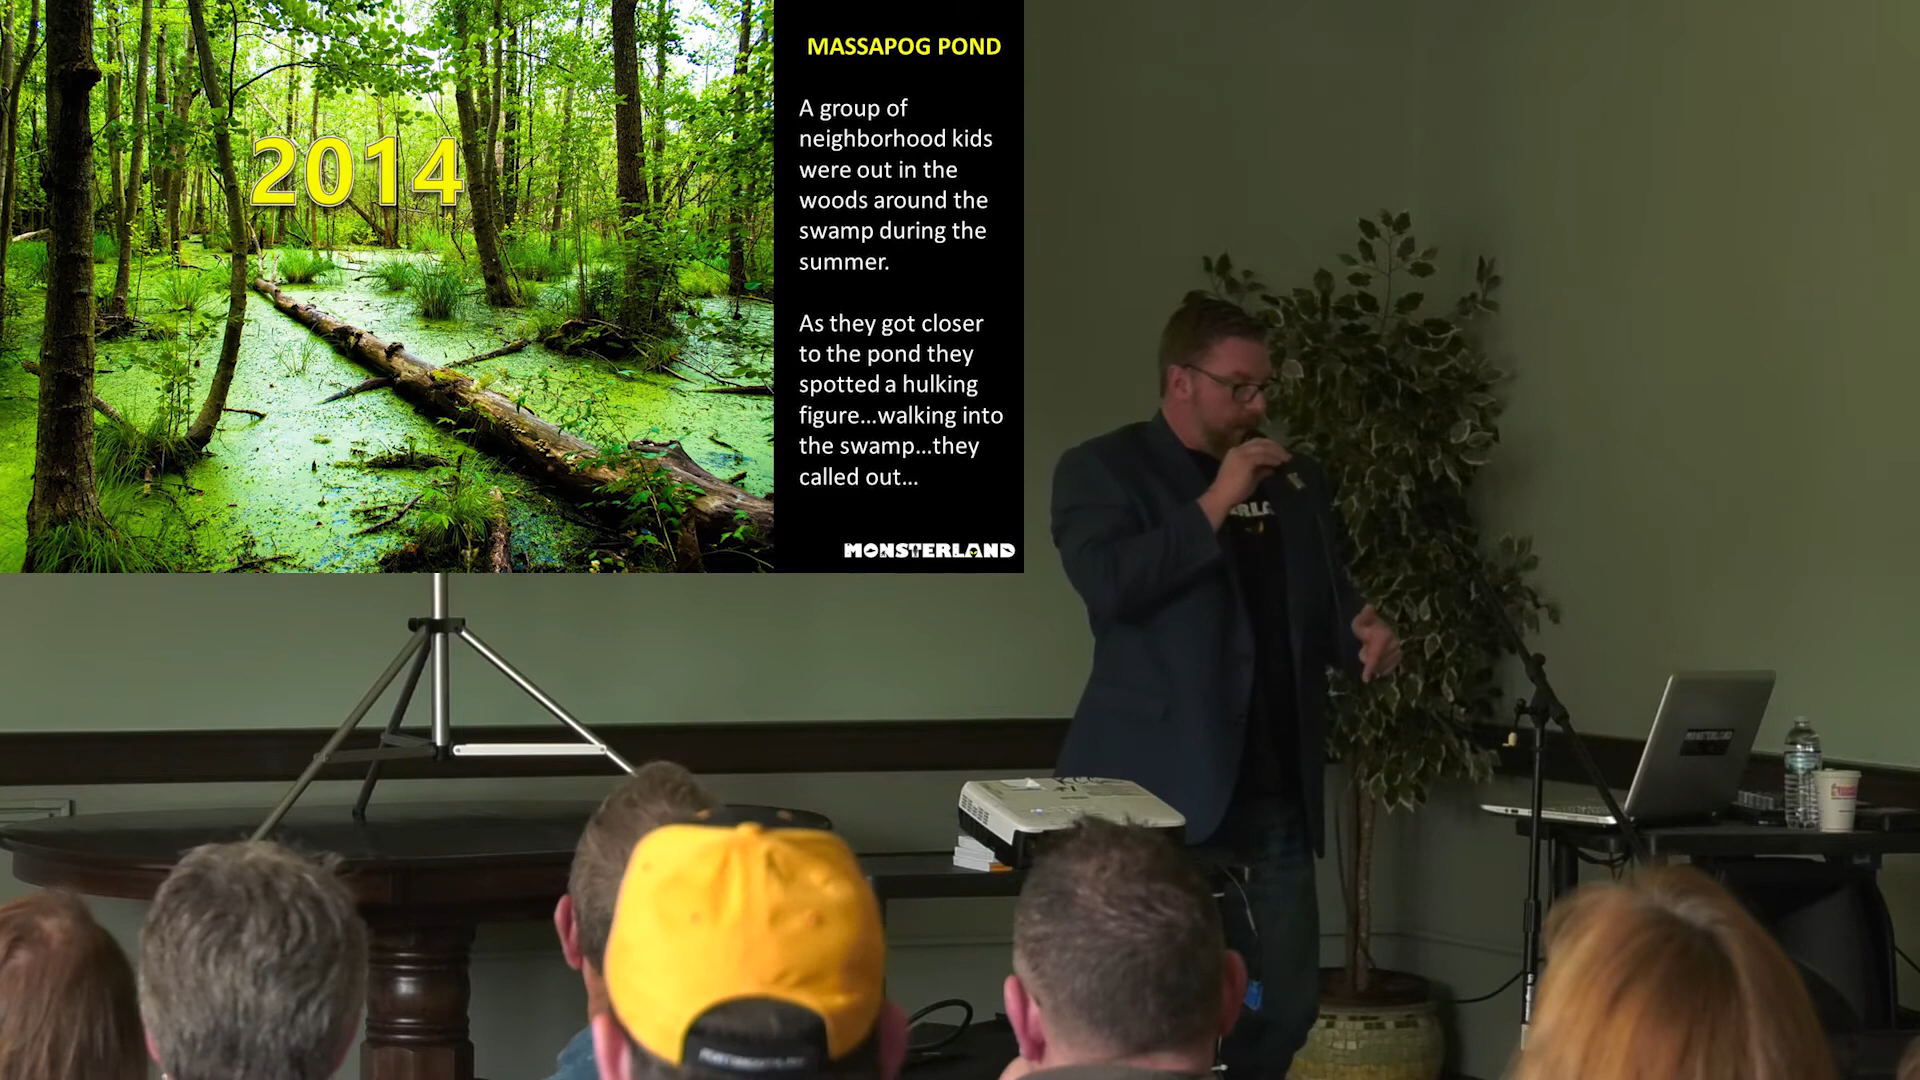 2014
MASSAPOG POND
A group of
neighborhood kids
were out in the
woods around the
swamp during the
summer.
As they got closer
to the pond they
spotted a hulking
figure...walking into
the swamp...they
called out...
MONSTERLAND
MONSTERLAND